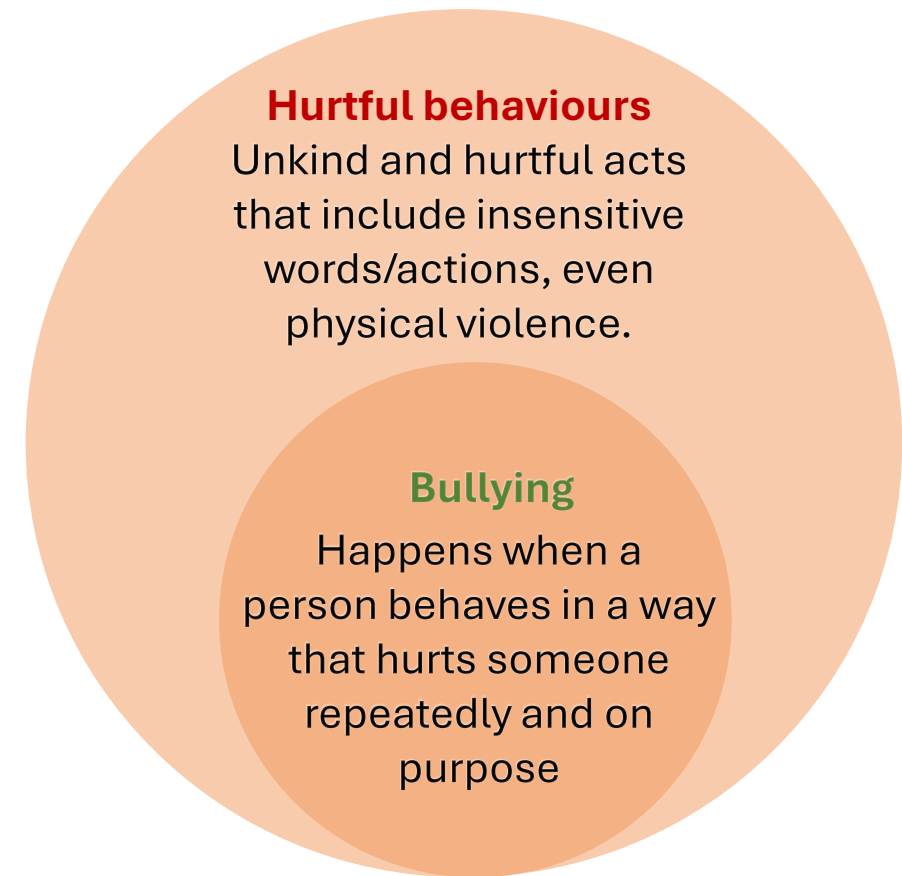 Hurtful behaviours
Unkind and hurtful acts
that include insensitive
words/actions, even
physical violence.
Bullying
Happens when a
person behaves in a way
that hurts someone
repeatedly and on
purpose